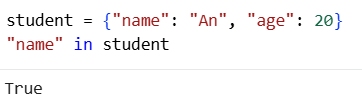 student = {"name": "An", "age": 20}
"name" in student
True